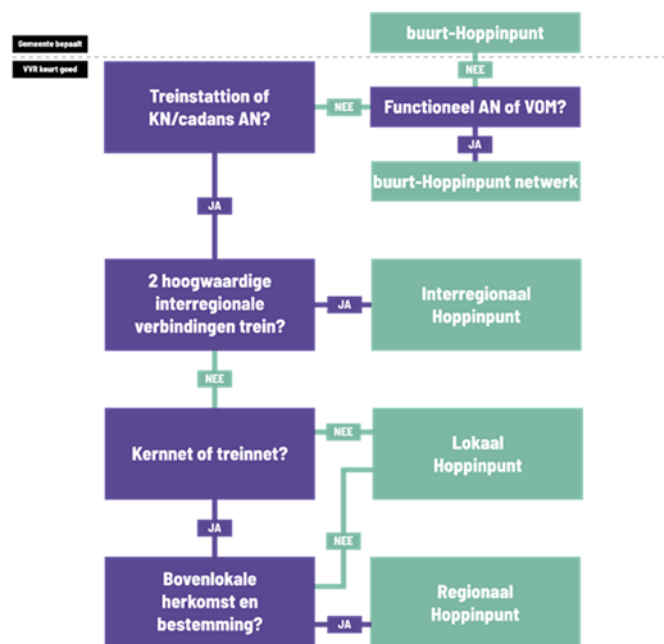 buurt-Hoppinpunt
Gemeente bepaalt
VVR keurt goed
NEE
Treinstattion of
KN/cadans AN?
NEE
Functioneel AN of VOM?
JA
buurt-Hoppinpunt netwerk
JA
2 hoogwaardige
interregionale
verbindingen trein?
JA
Interregionaal
Hoppinpunt
NEE
Kernnet of treinnet?
NEE
Lokaal
Hoppinpunt
JA
NEE
Bovenlokale
herkomst en
bestemming?
JA
Regionaal
Hoppinpunt